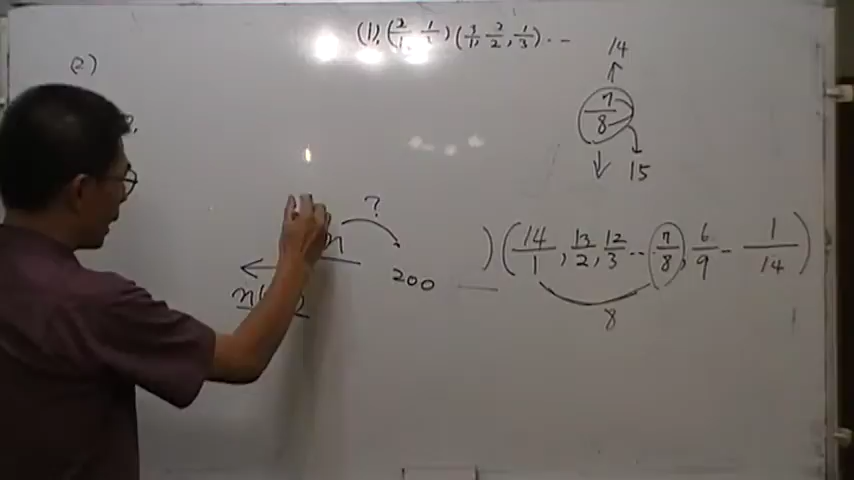 (1), (2/1, 1/2) (3/1, 2/2, 1/3) ...
(2)
14
7/8
15
?
n
200
) (14/1, 13/2, 12/3 ... 7/8, 6/9 - 1/14)
n(
8